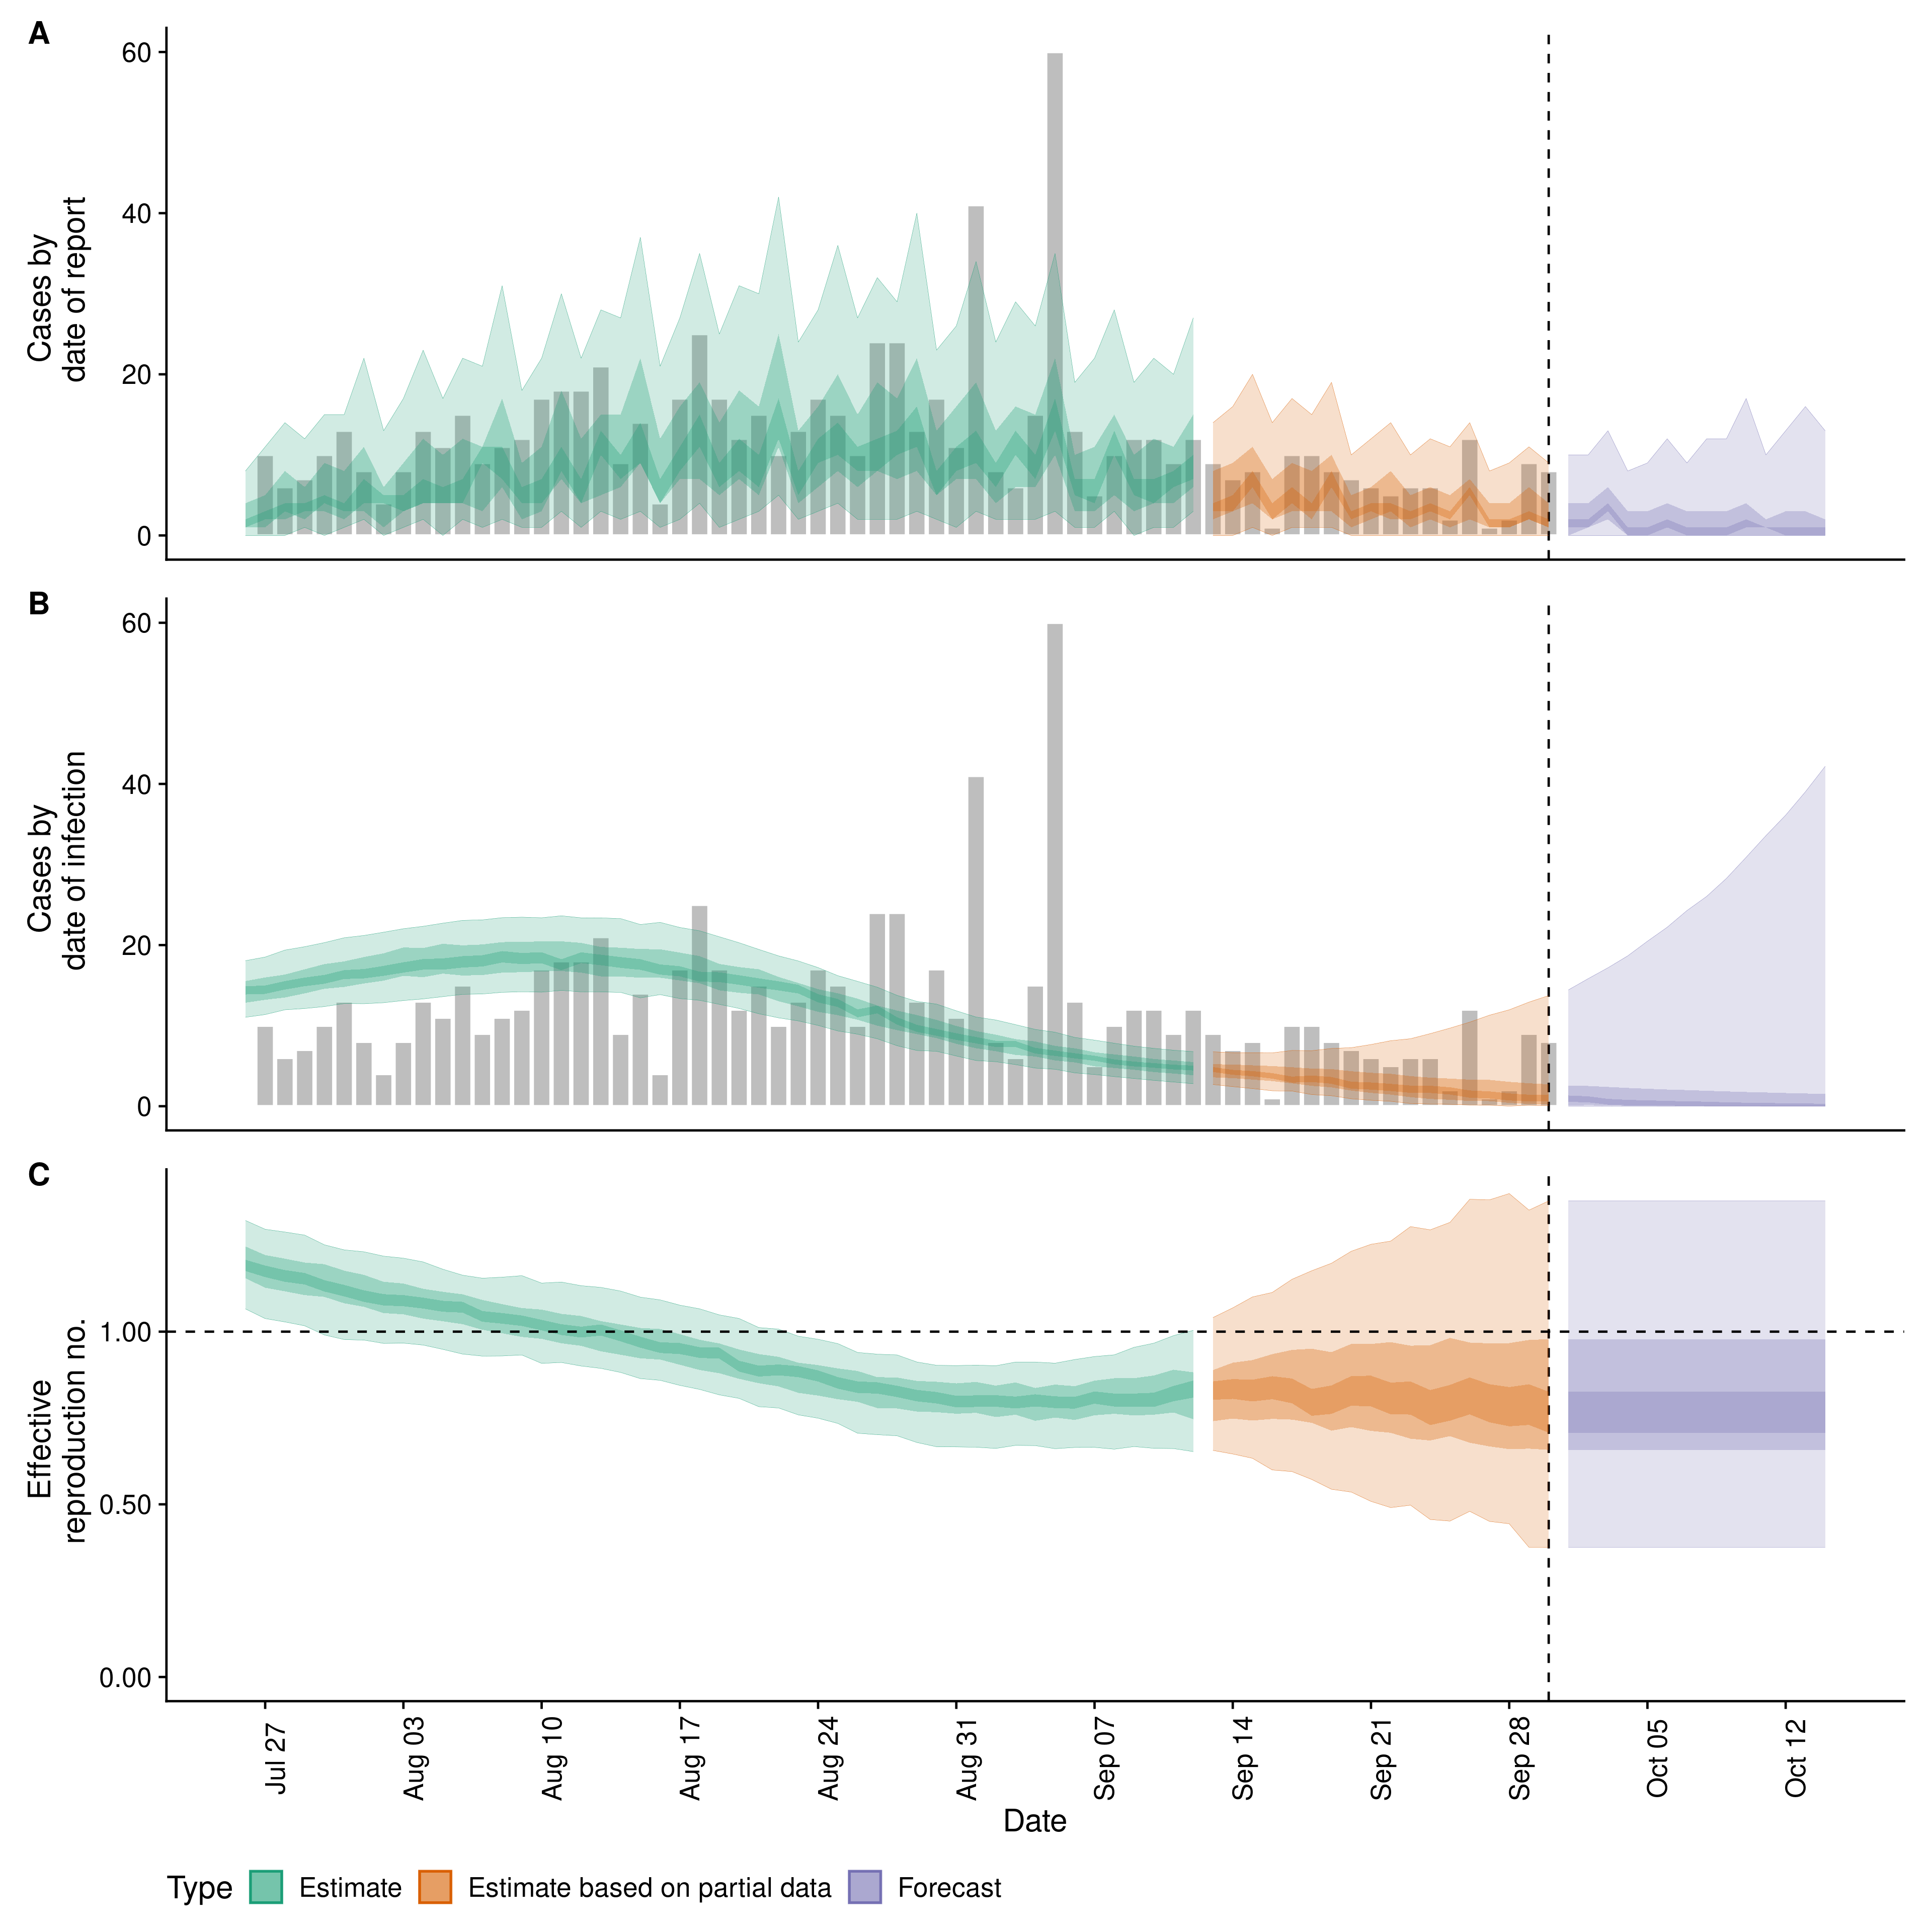 A
60
40
20
0
Cases by
date of report
B
60
40
20
0
Cases by
date of infection
C
1.00
0.50
0.00
Effective
reproduction no.
Jul 27
Aug 03
Aug 10
Aug 17
Aug 24
Aug 31
Sep 07
Sep 14
Sep 21
Sep 28
Oct 05
Oct 12
Date
Type Estimate Estimate based on partial data Forecast